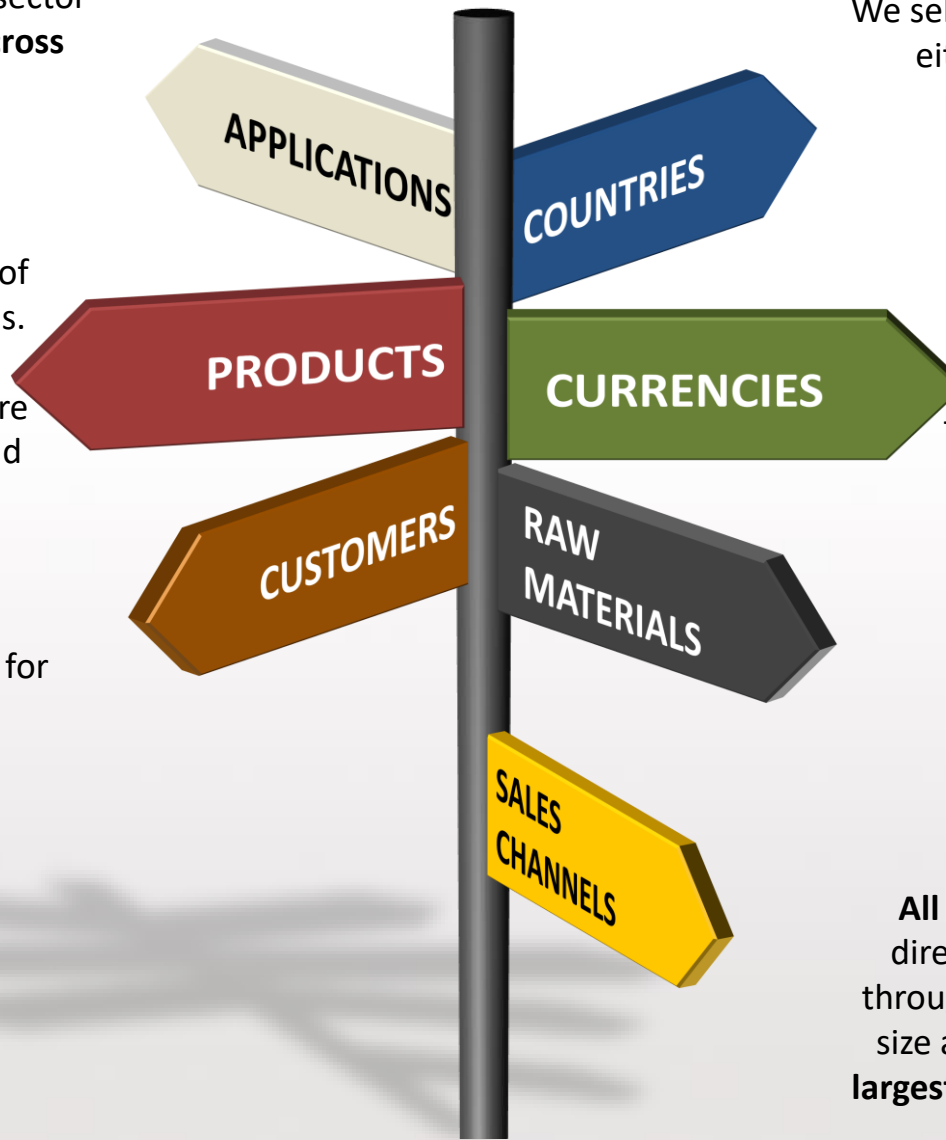 sector
cross
of
s.
re
d
for
APPLICATIONS
PRODUCTS
CUSTOMERS
COUNTRIES
CURRENCIES
RAW
MATERIALS
SALES
CHANNELS
We sel
eit
All
dire
throu
size a
largest